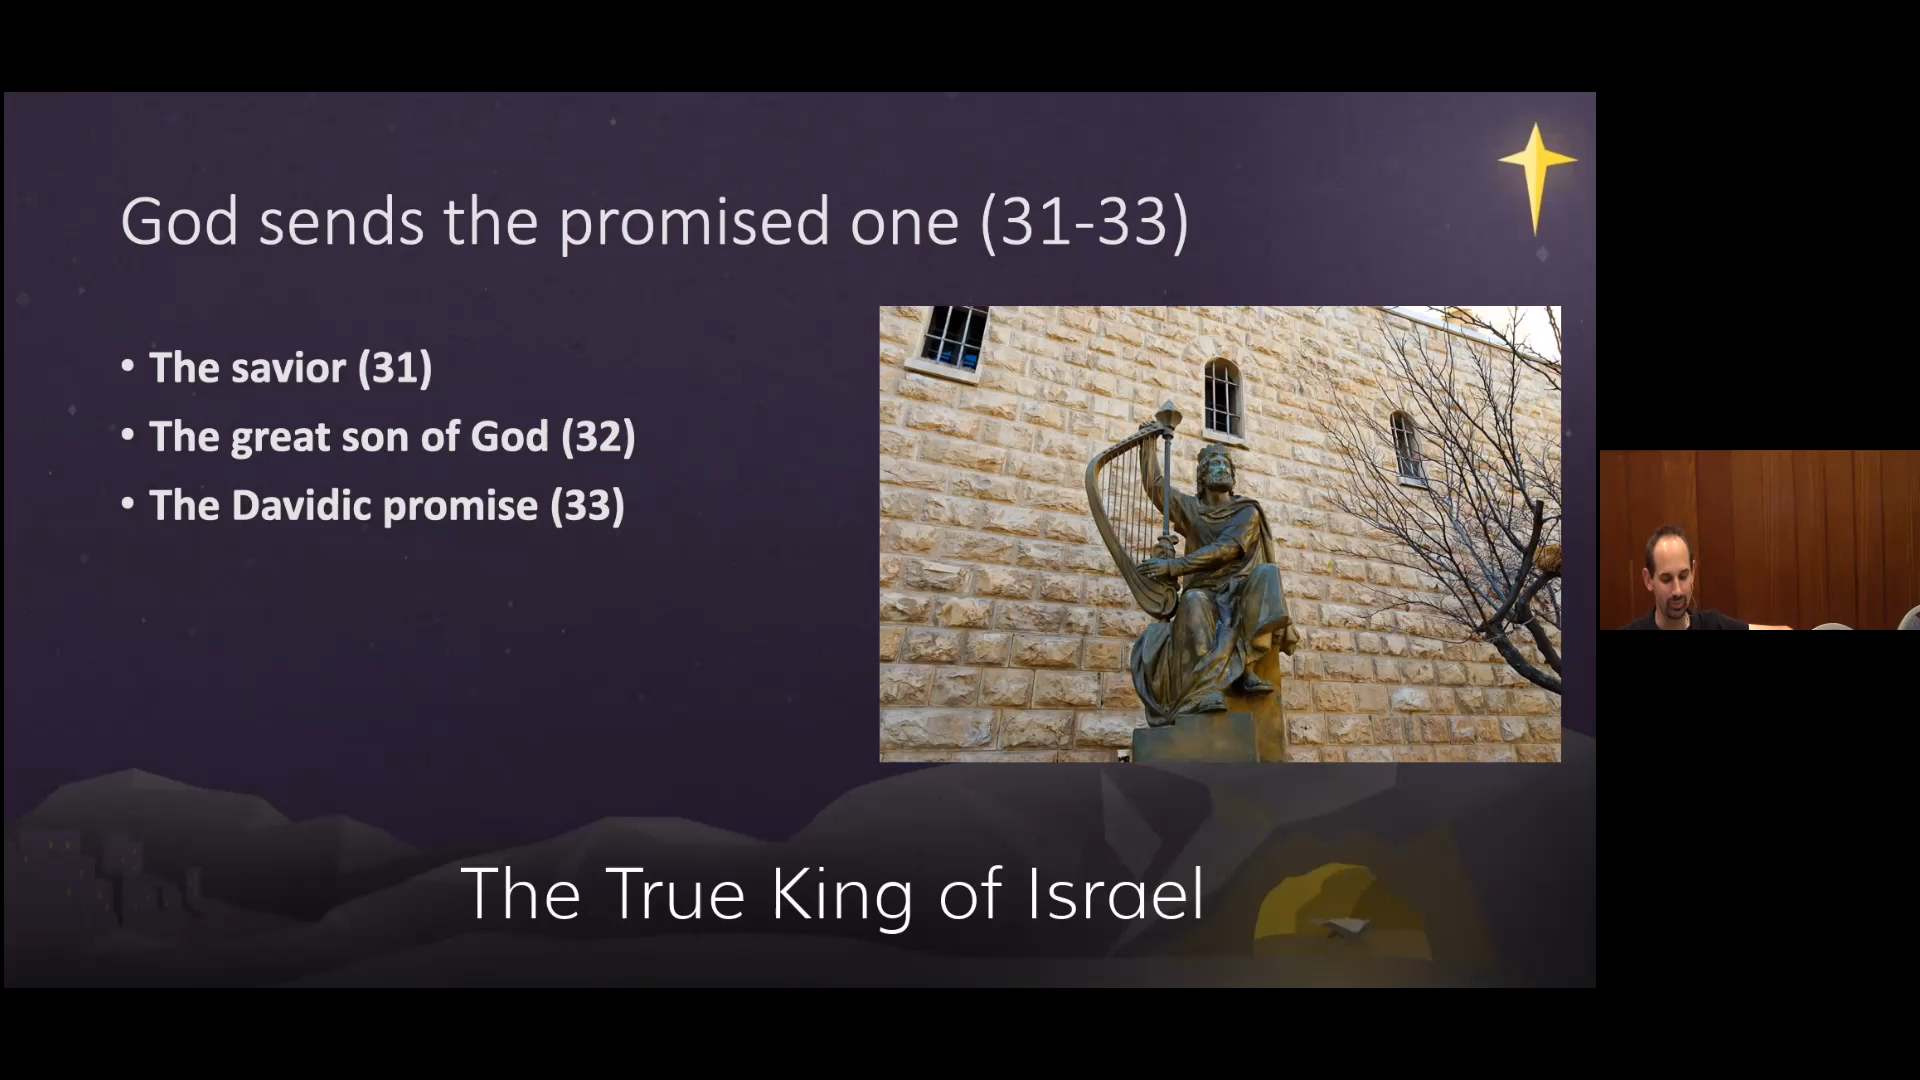 God sends the promised one (31-33)
• The savior (31)
• The great son of God (32)
• The Davidic promise (33)
The True King of Israel